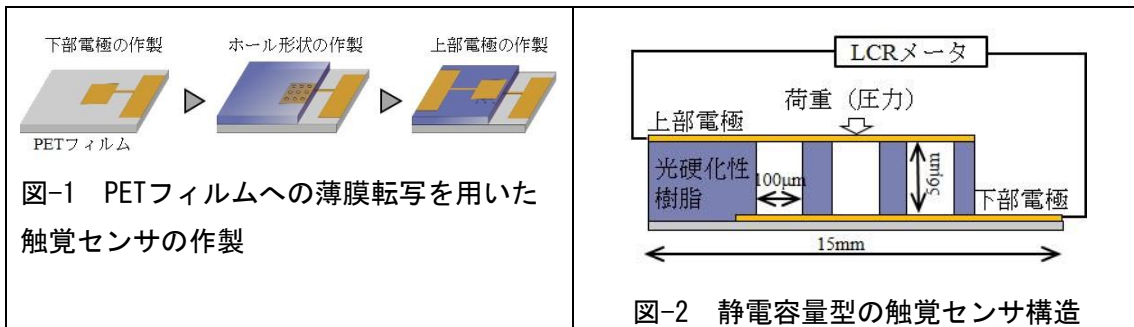 下部電極の作製
ホール形状の作製
上部電極の作製
PETフィルム
図-1 PETフィルムへの薄膜転写を用いた
触覚センサの作製
LCRメータ
荷重（圧力）
上部電極
光硬化性
樹脂
100μm
56μm
下部電極
15mm
図-2 静電容量型の触覚センサ構造